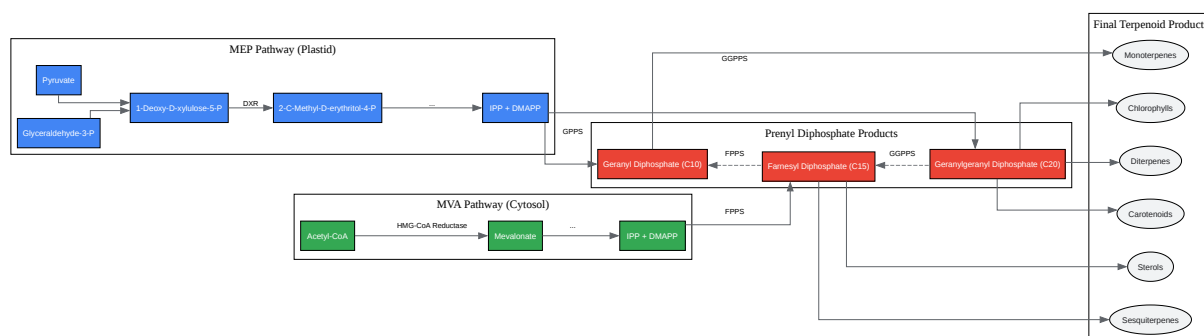 Final Terpenoid Product
MEP Pathway (Plastid)
Monoterpenes
GGPPS
Pyruvate
1-Deoxy-D-xylulose-5-P
DXR
2-C-Methyl-D-erythritol-4-P
...
IPP + DMAPP
Chlorophylls
Glyceraldehyde-3-P
GPPS
Prenyl Diphosphate Products
Geranyl Diphosphate (C10)
FPPS
Farnesyl Diphosphate (C15)
GGPPS
Geranylgeranyl Diphosphate (C20)
Diterpenes
MVA Pathway (Cytosol)
Carotenoids
Acetyl-CoA
HMG-CoA Reductase
Mevalonate
...
IPP + DMAPP
FPPS
Sterols
Sesquiterpenes